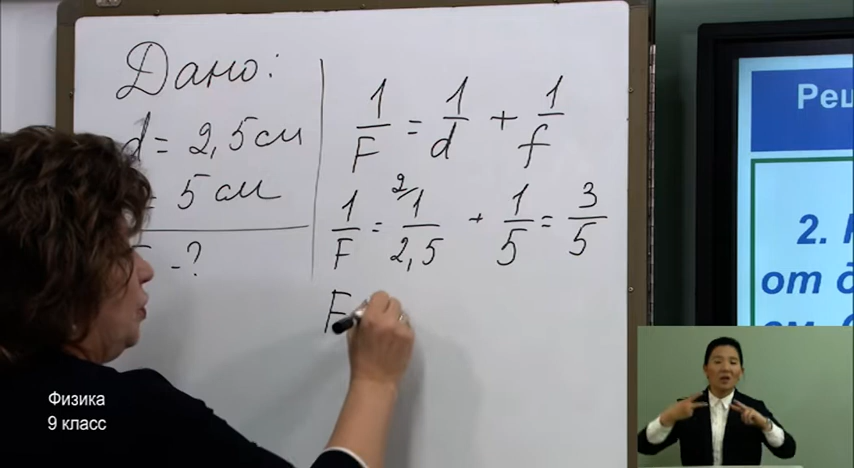 Дано:
d = 2,5 см
= 5 см
-?
1/F = 1/d + 1/f
1/F = 2/ 1/2,5 + 1/5 = 3/5
F
Реш
2.
от д
Физика
9 класс